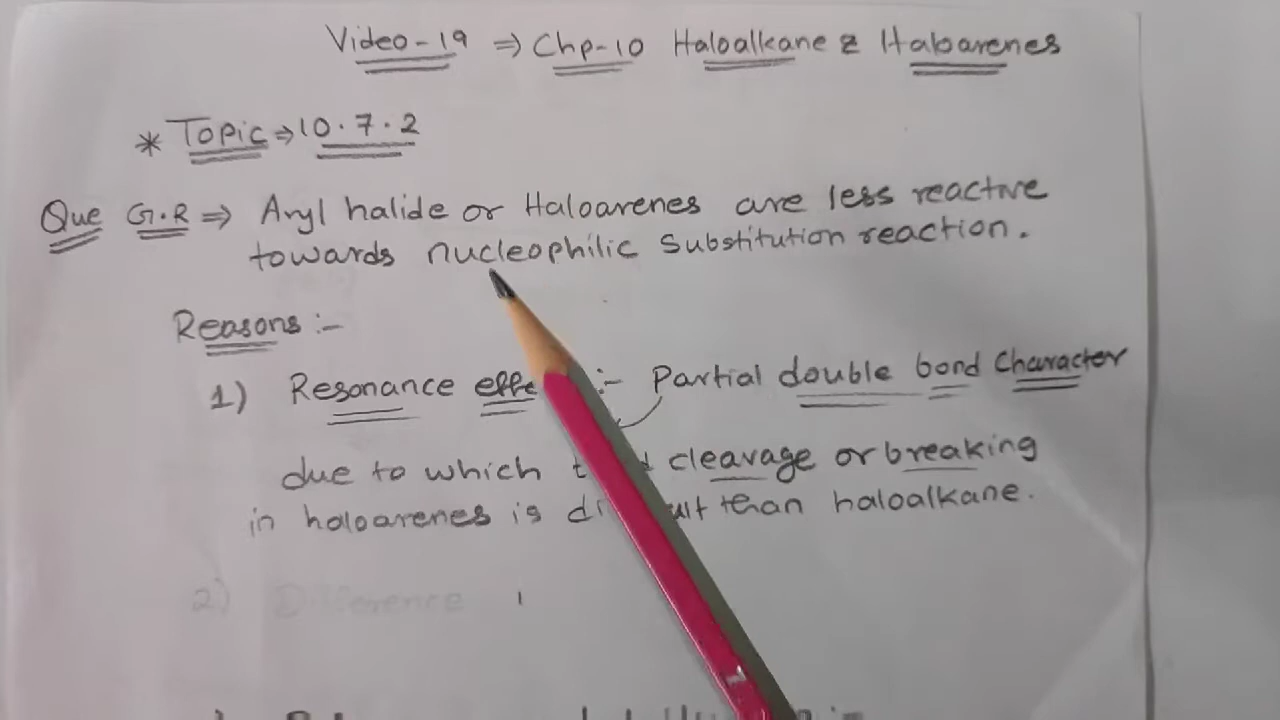 Video-19 ⇒ Chp-10 Haloalkane & Haloarenes
* Topic ⇒ 10.7.2
Que G.R ⇒ Aryl halide or Haloarenes are less reactive
towards nucleophilic substitution reaction.
Reasons :-
1) Resonance effe :- Partial double bond character
due to which cleavage or breaking
in haloarenes is than haloalkane.
2) Difference